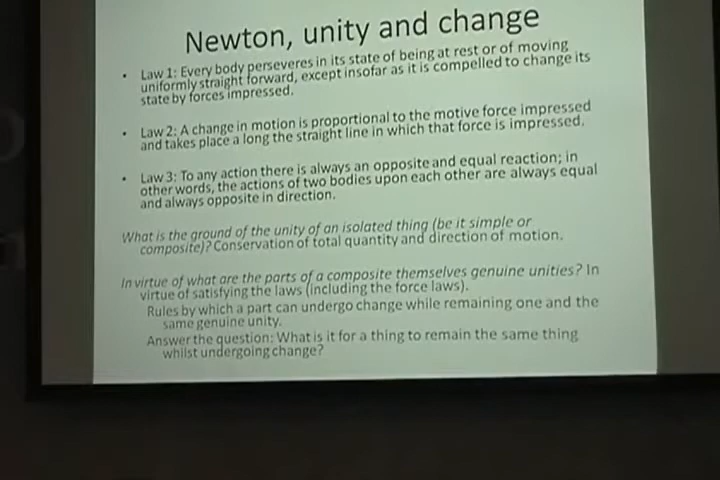 Newton, unity and change
• Law 1: Every body perseveres in its state of being at rest or of moving
uniformly straight forward, except insofar as it is compelled to change its
state by forces impressed.
• Law 2: A change in motion is proportional to the motive force impressed
and takes place a long the straight line in which that force is impressed.
• Law 3: To any action there is always an opposite and equal reaction; in
other words, the actions of two bodies upon each other are always equal
and always opposite in direction.
What is the ground of the unity of an isolated thing (be it simple or
composite)? Conservation of total quantity and direction of motion.
In virtue of what are the parts of a composite themselves genuine unities? In
virtue of satisfying the laws (including the force laws).
Rules by which a part can undergo change while remaining one and the
same genuine unity.
Answer the question: What is it for a thing to remain the same thing
whilst undergoing change?